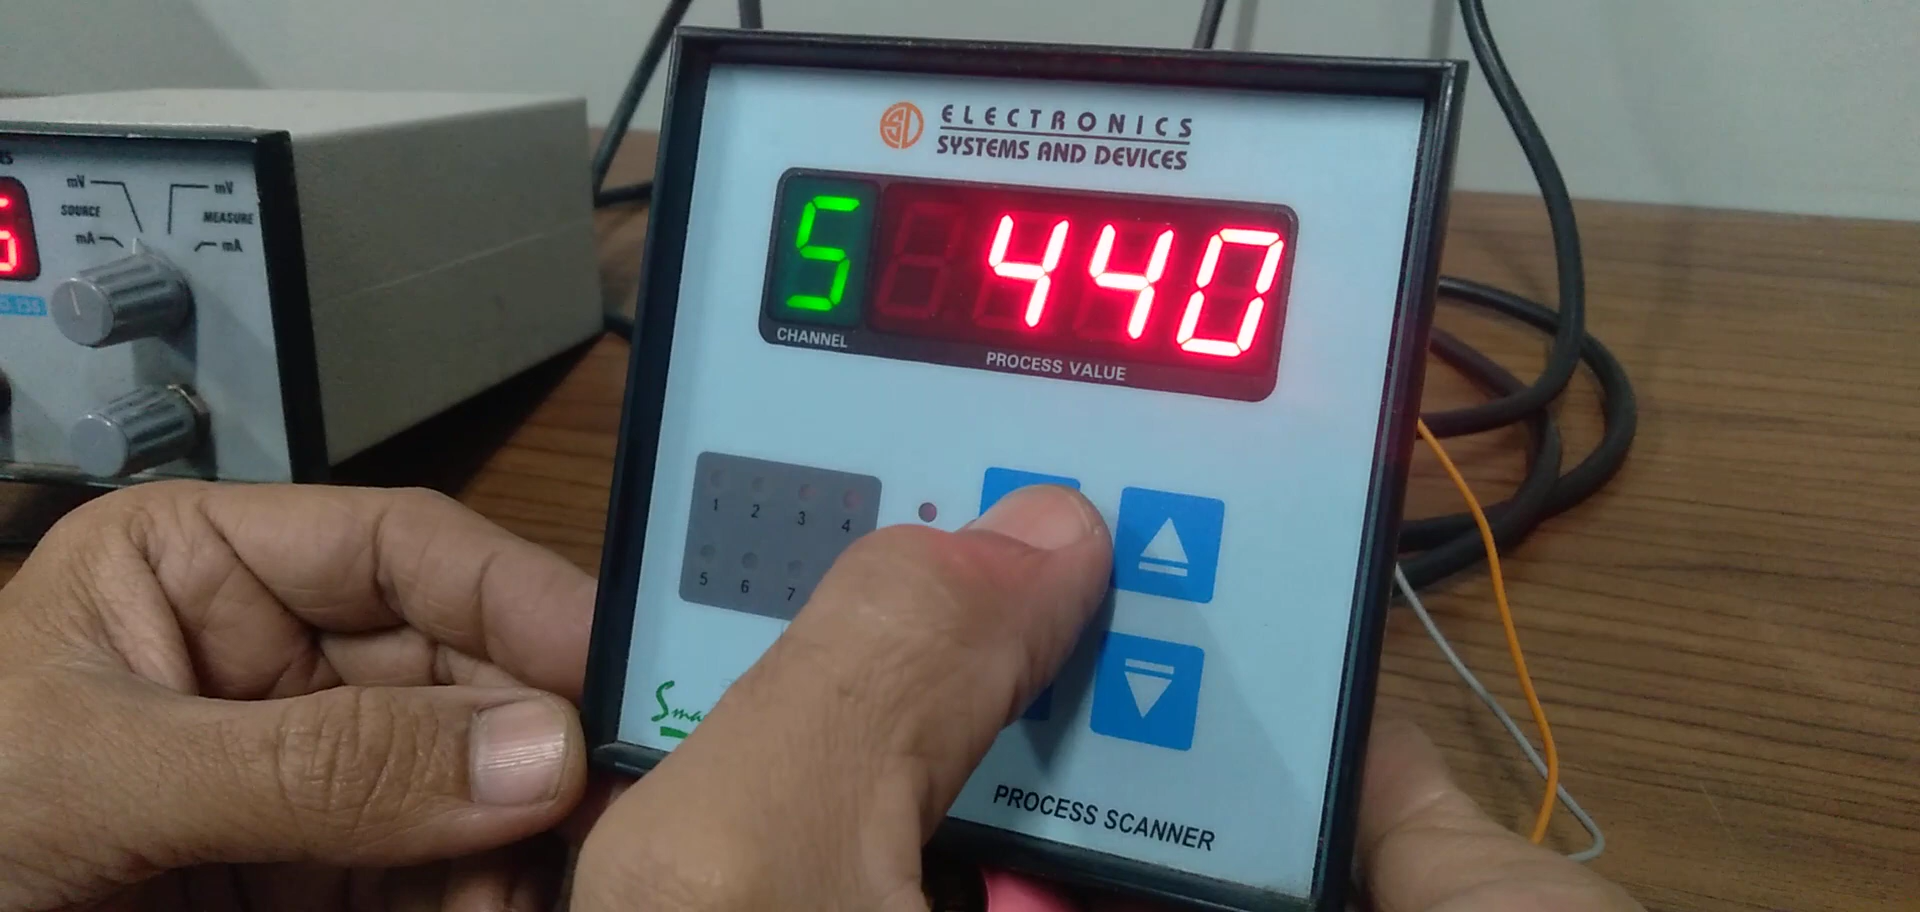 mV
mV
SOURCE
MEASURE
mA
mA
ELECTRONICS
SYSTEMS AND DEVICES
5 440
CHANNEL
PROCESS VALUE
1 2 3 4
5 6 7
PROCESS SCANNER